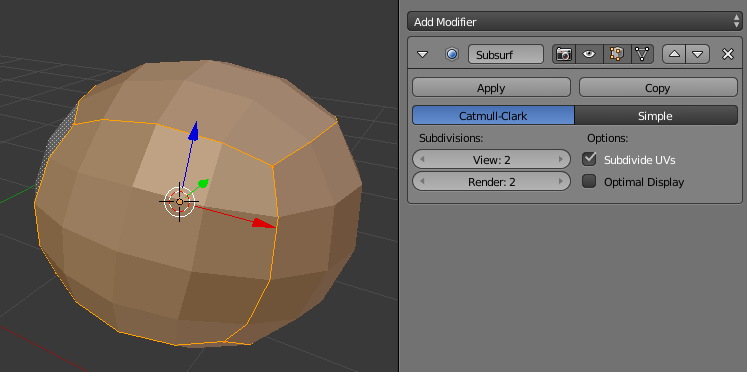 Add Modifier
Subsurf
Apply Copy
Catmull-Clark Simple
Subdivisions: Options:
View: 2 Subdivide UVs
Render: 2 Optimal Display